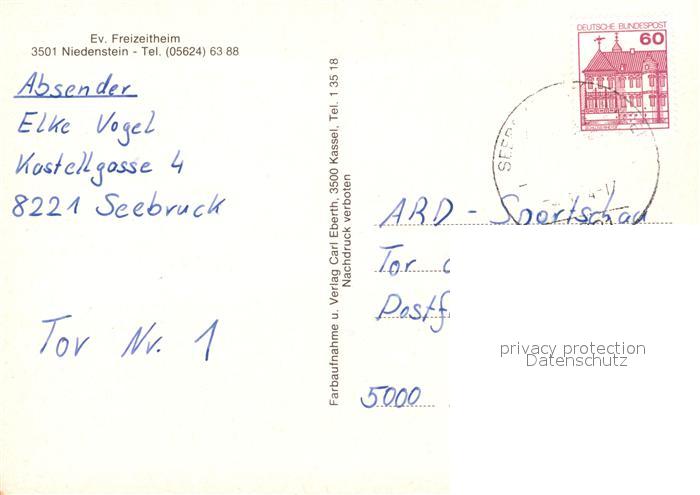 Ev. Freizeitheim
3501 Niedenstein - Tel. (05624) 63 88
Absender
Elke Vogel
Kastellgasse 4
8221 Seebruck
Tor Nr. 1
Farbaufnahme u. Verlag Carl Eberth, 3500 Kassel, Tel. 1 35 18
Nachdruck verboten
DEUTSCHE BUNDESPOST
60
ARD - Sportschau
Tor
Postf
5000
privacy protection
Datenschutz